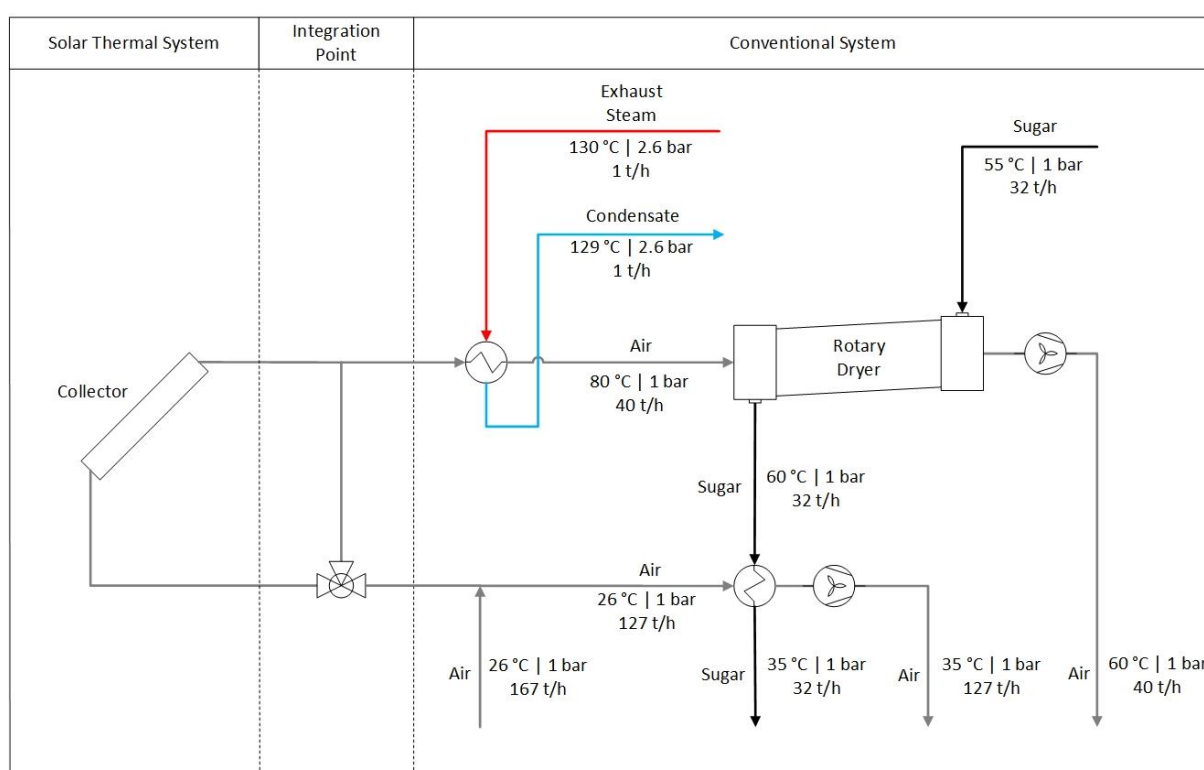 Solar Thermal System
Integration
Point
Conventional System
Exhaust
Steam
130 °C | 2.6 bar
1 t/h
Sugar
55 °C | 1 bar
32 t/h
Condensate
129 °C | 2.6 bar
1 t/h
Collector
Air
80 °C | 1 bar
40 t/h
Rotary
Dryer
Sugar
60 °C | 1 bar
32 t/h
Air
26 °C | 1 bar
127 t/h
Air
26 °C | 1 bar
167 t/h
Sugar
35 °C | 1 bar
32 t/h
Air
35 °C | 1 bar
127 t/h
Air
60 °C | 1 bar
40 t/h